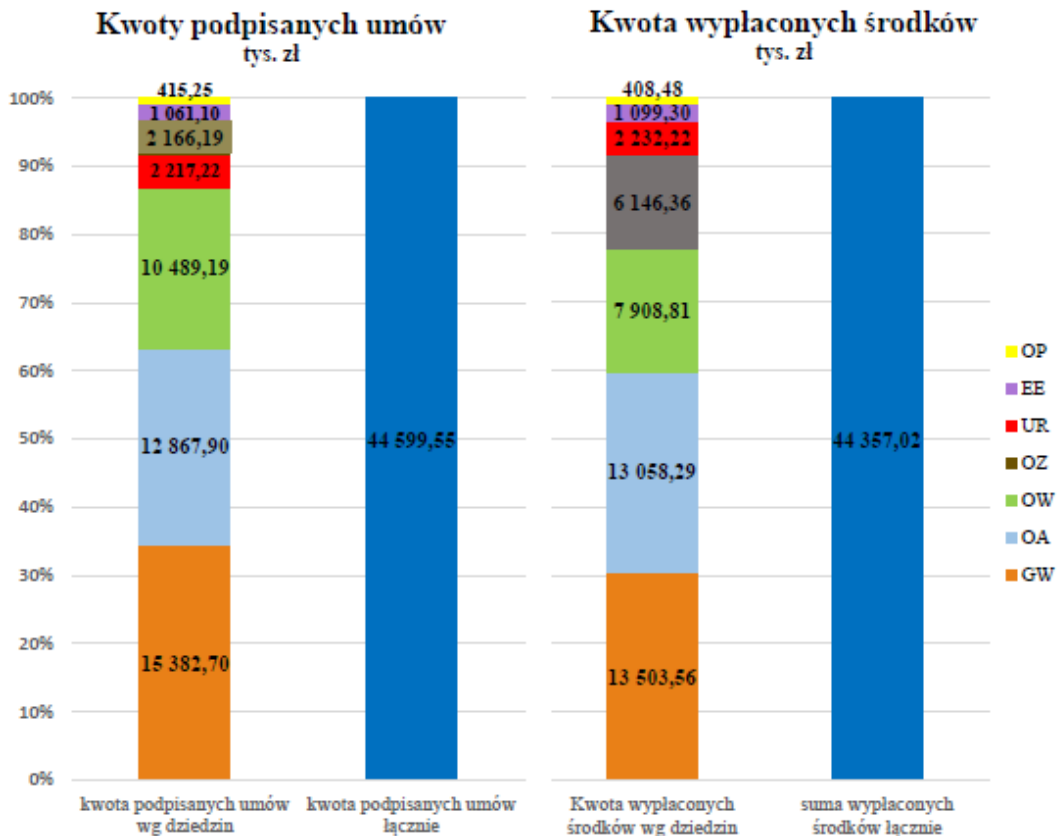 Kwoty podpisanych umów
tys. zł
415,25
100%
1 061,10
2 166,19
90%
2 217,22
80%
10 489,19
70%
60%
50%
12 867,90
44 599,55
40%
30%
20%
15 382,70
10%
0%
kwota podpisanych umów
wg dziedzin
kwota podpisanych umów
łącznie
Kwota wypłaconych środków
tys. zł
408,48
1 099,30
2 232,22
6 146,36
7 908,81
13 058,29
44 357,02
13 503,56
Kwota wypłaconych
środków wg dziedzin
suma wypłaconych
środków łącznie
OP
EE
UR
OZ
OW
OA
GW